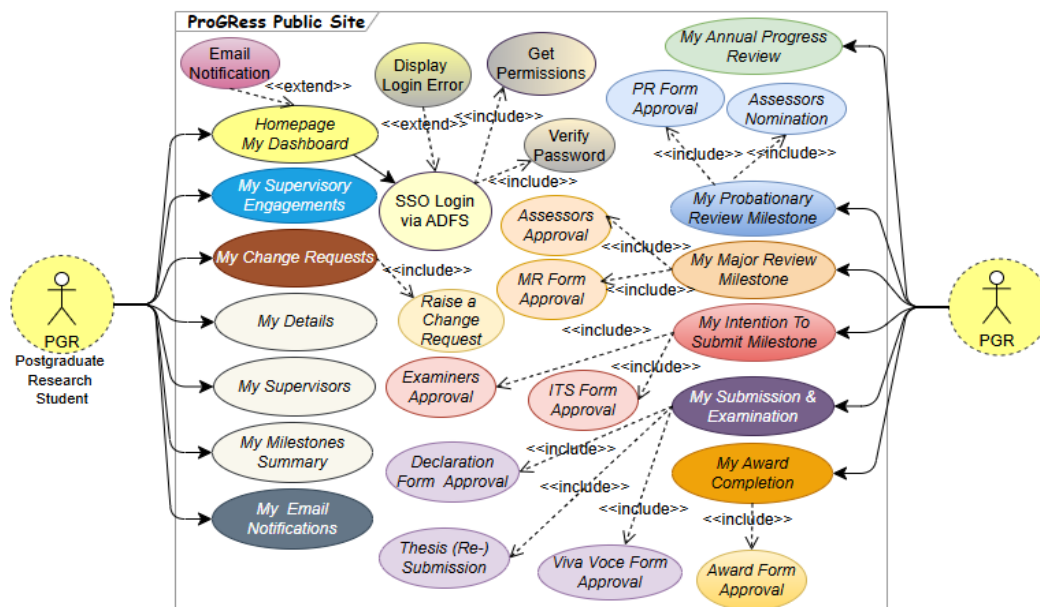 ProGRess Public Site
Email
Notification
<<extend>>
Homepage
My Dashboard
My Supervisory
Engagements
My Change Requests
<<include>>
Raise a
Change
Request
My Details
My Supervisors
My Milestones
Summary
My Email
Notifications
PGR
Postgraduate
Research
Student
Display
Login Error
<<extend>>
Get
Permissions
<<include>>
Verify
Password
<<include>>
SSO Login
via ADFS
My Annual Progress
Review
PR Form
Approval
Assessors
Nomination
<<include>>
<<include>>
My Probationary
Review Milestone
Assessors
Approval
<<include>>
MR Form
Approval
<<include>>
My Major Review
Milestone
<<include>>
My Intention To
Submit Milestone
Examiners
Approval
<<include>>
ITS Form
Approval
My Submission &
Examination
<<include>>
Declaration
Form Approval
<<include>>
<<include>>
Thesis (Re-)
Submission
Viva Voce Form
Approval
My Award
Completion
<<include>>
Award Form
Approval
PGR